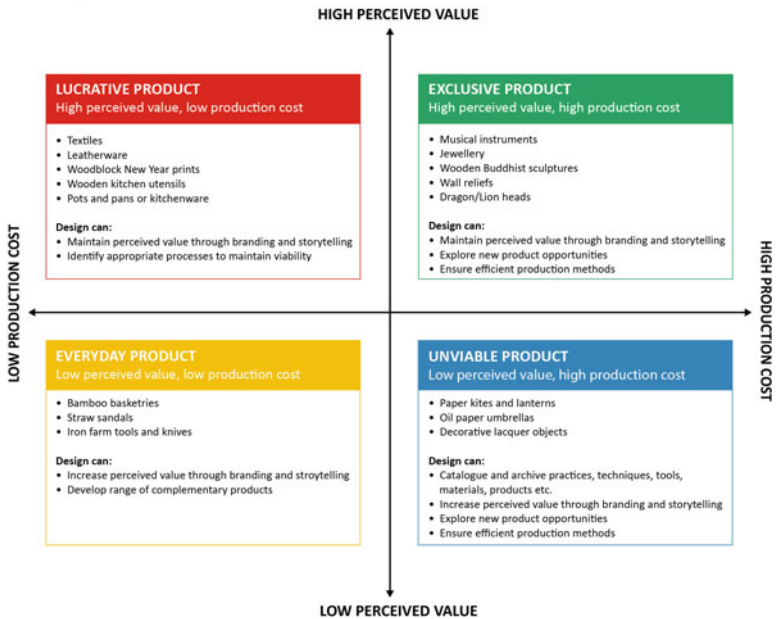 HIGH PERCEIVED VALUE
LUCRATIVE PRODUCT
High perceived value, low production cost
• Textiles
• Leatherware
• Woodblock New Year prints
• Wooden kitchen utensils
• Pots and pans or kitchenware
Design can:
• Maintain perceived value through branding and storytelling
• Identify appropriate processes to maintain viability
EXCLUSIVE PRODUCT
High perceived value, high production cost
• Musical instruments
• Jewellery
• Wooden Buddhist sculptures
• Wall reliefs
• Dragon/Lion heads
Design can:
• Maintain perceived value through branding and storytelling
• Explore new product opportunities
• Ensure efficient production methods
LOW PRODUCTION COST
HIGH PRODUCTION COST
EVERYDAY PRODUCT
Low perceived value, low production cost
• Bamboo basketries
• Straw sandals
• Iron farm tools and knives
Design can:
• Increase perceived value through branding and stroytelling
• Develop range of complementary products
UNVIABLE PRODUCT
Low perceived value, high production cost
• Paper kites and lanterns
• Oil paper umbrellas
• Decorative lacquer objects
Design can:
• Catalogue and archive practices, techniques, tools,
materials, products etc.
• Increase perceived value through branding and storytelling
• Explore new product opportunities
• Ensure efficient production methods
LOW PERCEIVED VALUE